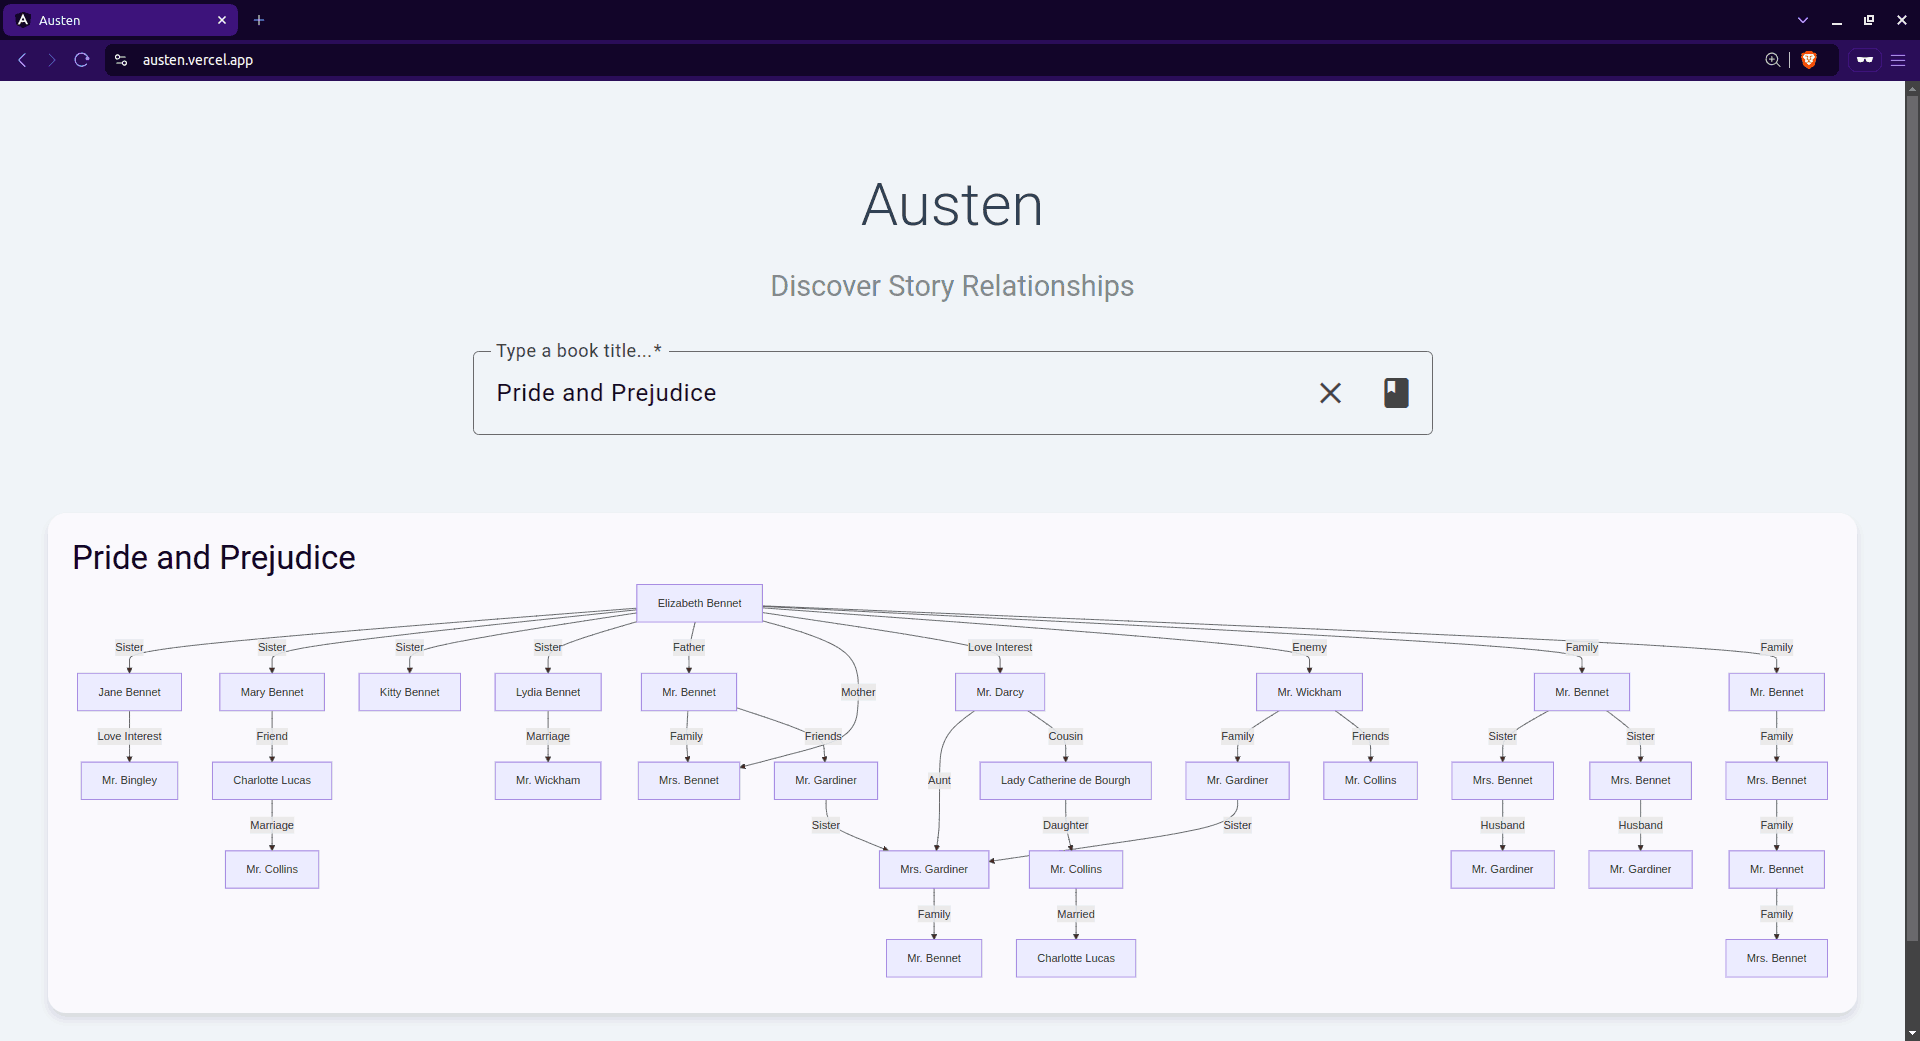 Austen
austen.vercel.app
Austen
Discover Story Relationships
Type a book title...*
Pride and Prejudice
Pride and Prejudice
Elizabeth Bennet
Sister Sister Sister Sister Father Love Interest Enemy Family Family
Jane Bennet Mary Bennet Kitty Bennet Lydia Bennet Mr. Bennet Mother Mr. Darcy Mr. Wickham Mr. Bennet Mr. Bennet
Love Interest Friend Marriage Family Friends Cousin Family Friends Sister Sister Family
Mr. Bingley Charlotte Lucas Mr. Wickham Mrs. Bennet Mr. Gardiner Aunt Lady Catherine de Bourgh Mr. Gardiner Mr. Collins Mrs. Bennet Mrs. Bennet Mrs. Bennet
Marriage Sister Daughter Sister Husband Husband Family
Mr. Collins Mrs. Gardiner Mr. Collins Mr. Gardiner Mr. Gardiner Mr. Bennet
Family Married Family
Mr. Bennet Charlotte Lucas Mrs. Bennet